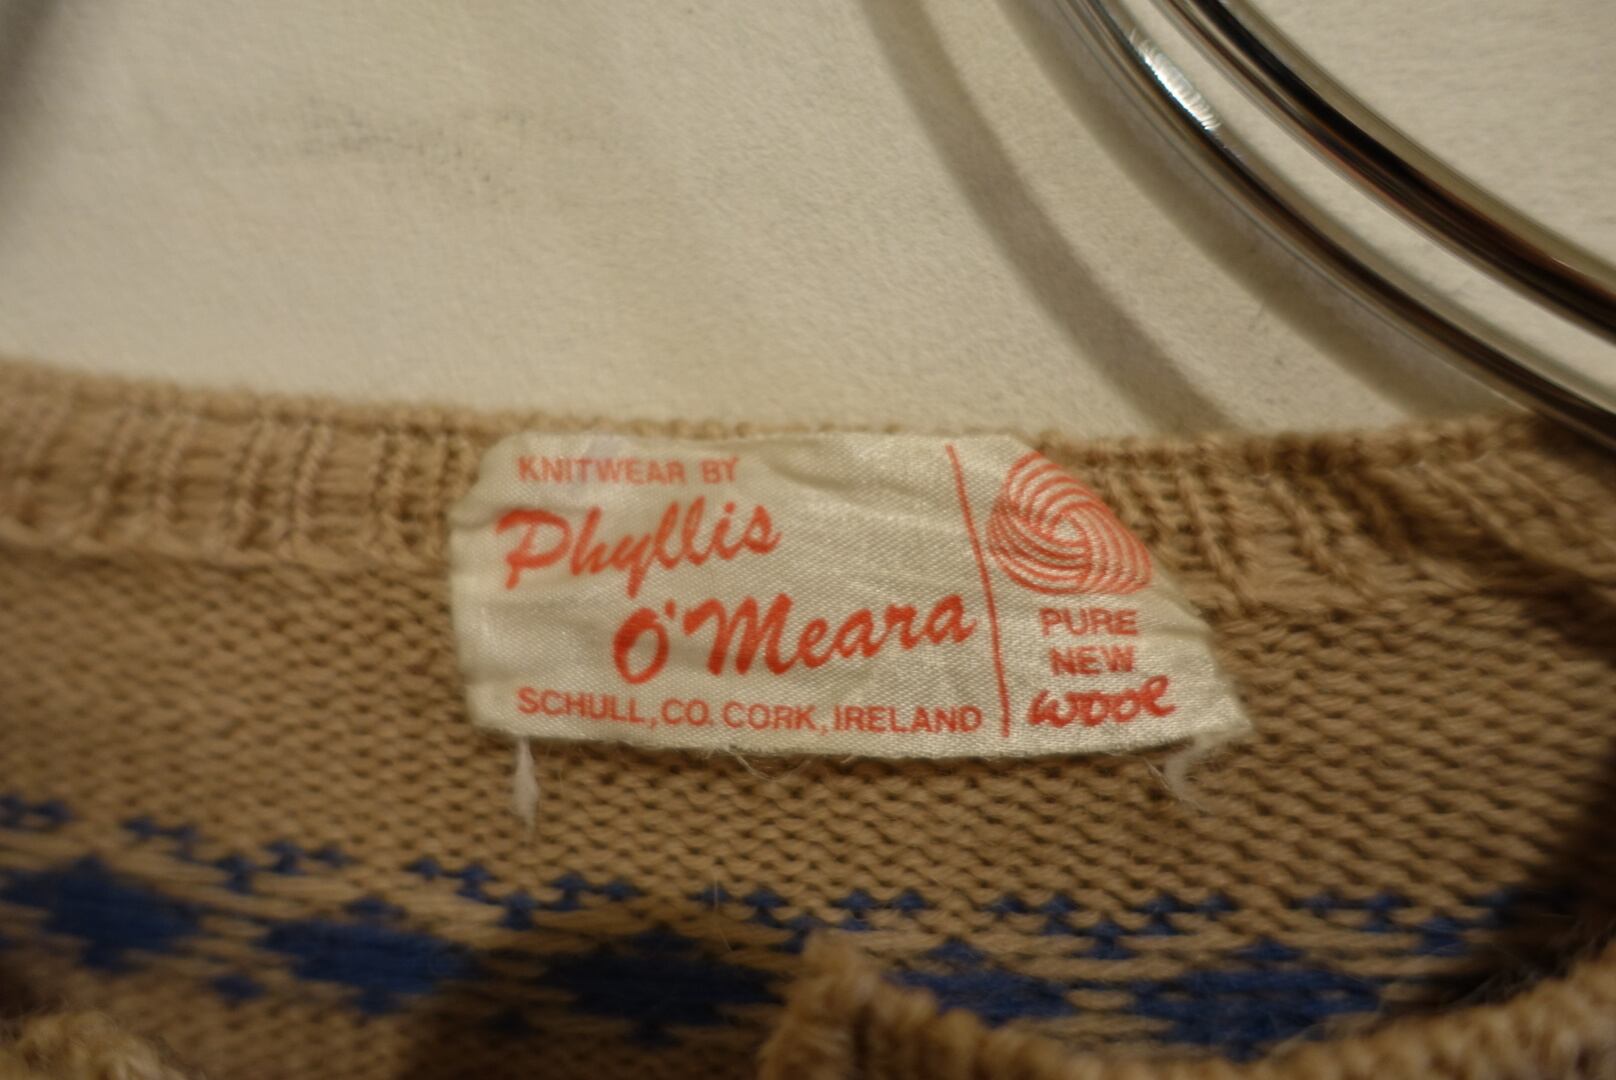 KNITWEAR BY
Phyllis
O'Meara
SCHULL, CO. CORK, IRELAND
PURE
NEW
WOOL